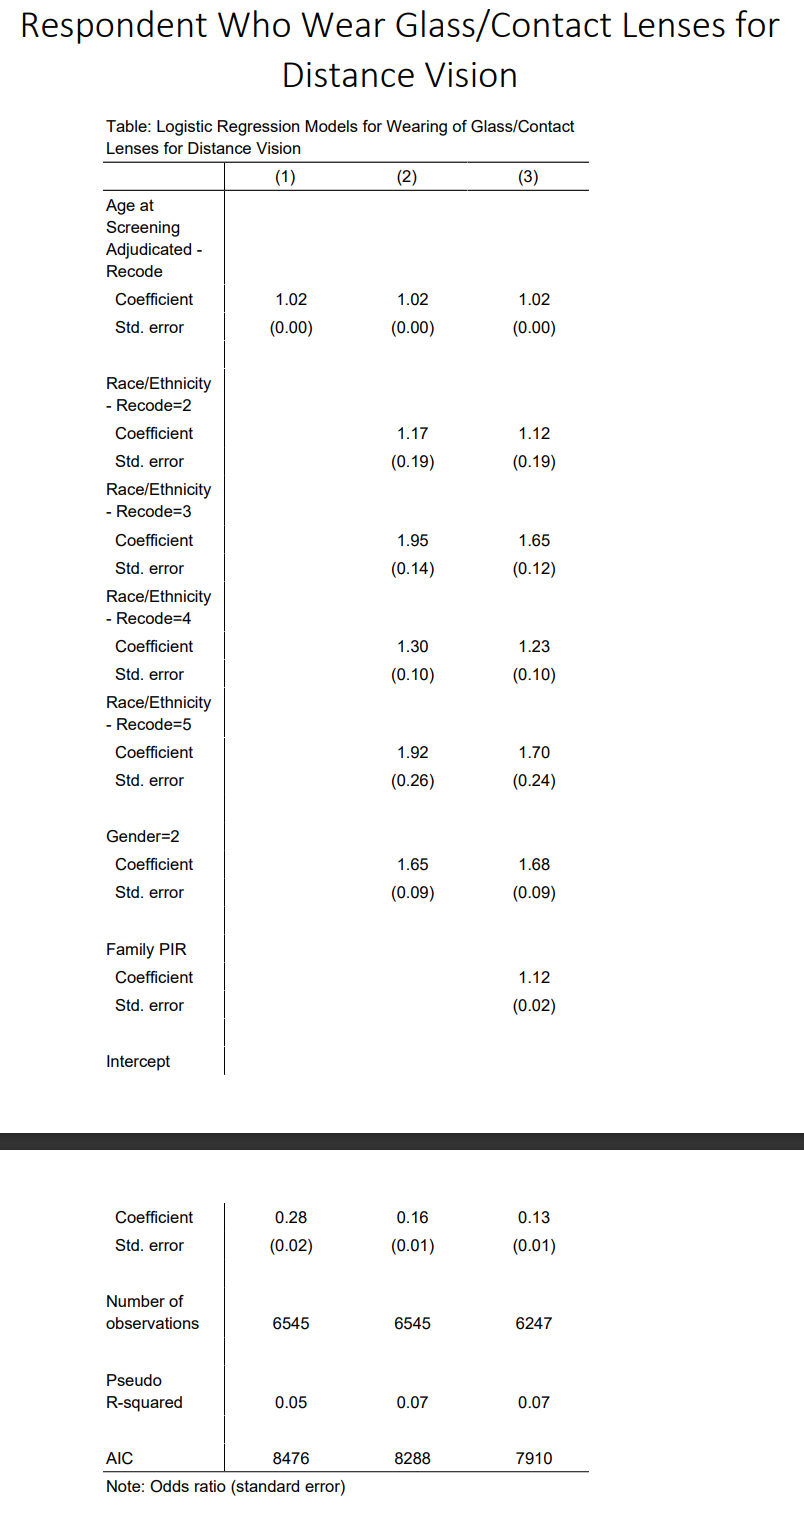 Respondent Who Wear Glass/Contact Lenses for
Distance Vision
Table: Logistic Regression Models for Wearing of Glass/Contact
Lenses for Distance Vision
(1) (2) (3)
Age at
Screening
Adjudicated -
Recode
Coefficient 1.02 1.02 1.02
Std. error (0.00) (0.00) (0.00)
Race/Ethnicity
- Recode=2
Coefficient 1.17 1.12
Std. error (0.19) (0.19)
Race/Ethnicity
- Recode=3
Coefficient 1.95 1.65
Std. error (0.14) (0.12)
Race/Ethnicity
- Recode=4
Coefficient 1.30 1.23
Std. error (0.10) (0.10)
Race/Ethnicity
- Recode=5
Coefficient 1.92 1.70
Std. error (0.26) (0.24)
Gender=2
Coefficient 1.65 1.68
Std. error (0.09) (0.09)
Family PIR
Coefficient 1.12
Std. error (0.02)
Intercept
Coefficient 0.28 0.16 0.13
Std. error (0.02) (0.01) (0.01)
Number of
observations 6545 6545 6247
Pseudo
R-squared 0.05 0.07 0.07
AIC 8476 8288 7910
Note: Odds ratio (standard error)